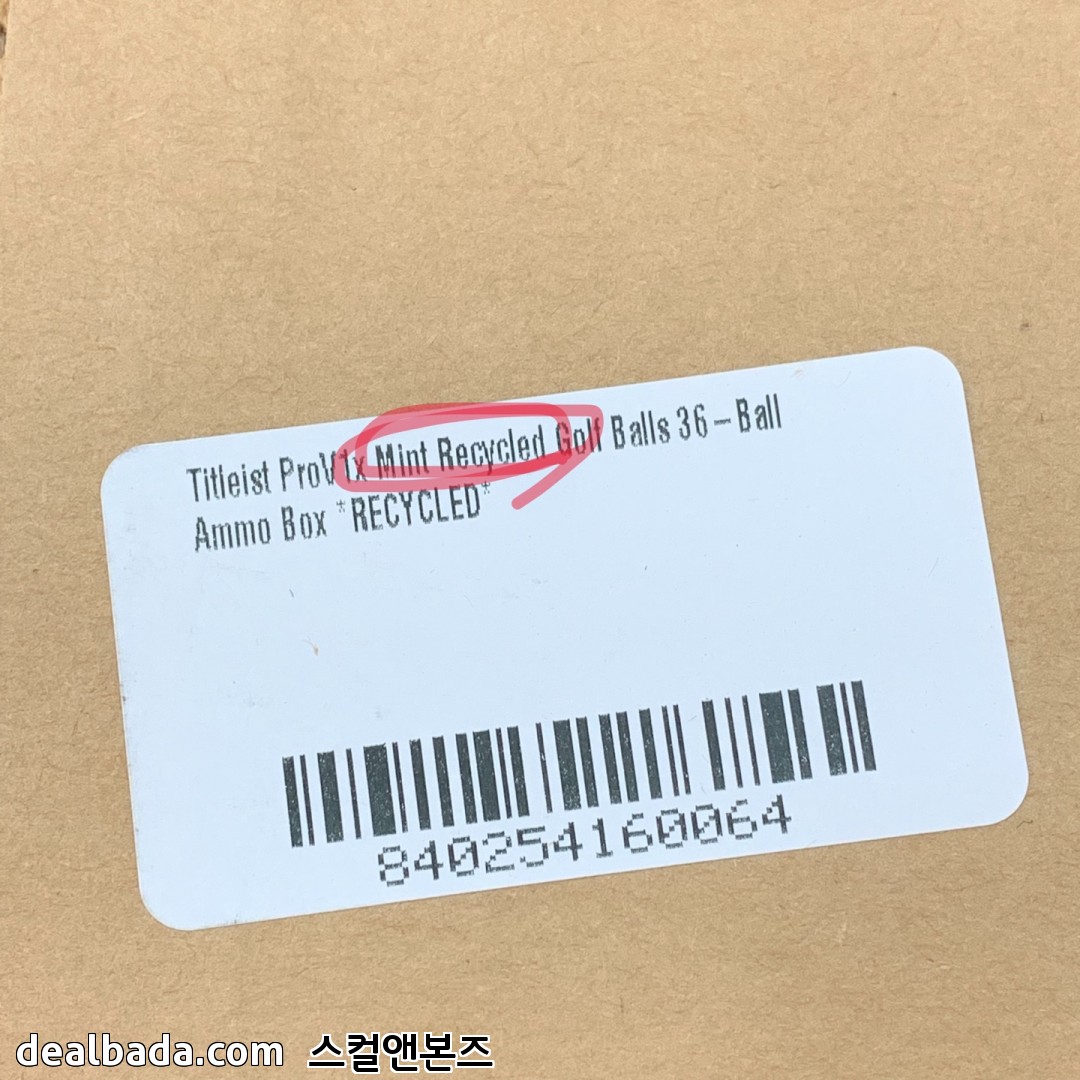 Titleist ProV1x Mint Recycled Golf Balls 36-Ball
Ammo Box *RECYCLED*
840254160064
dealbada.com 스컬앤본즈